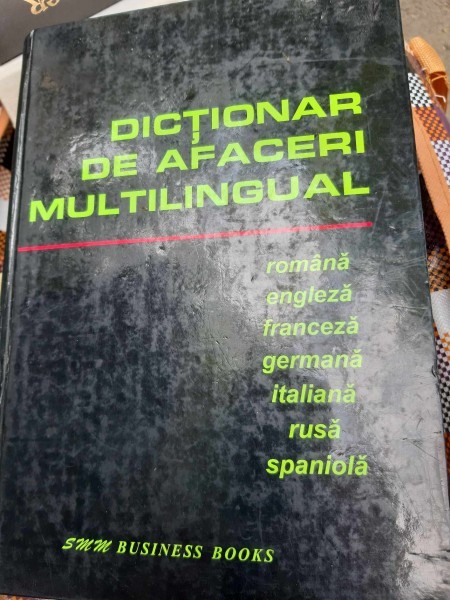 DICȚIONAR
DE AFACERI
MULTILINGUAL
română
engleză
franceză
germană
italiană
rusă
spaniolă
SMM BUSINESS BOOKS